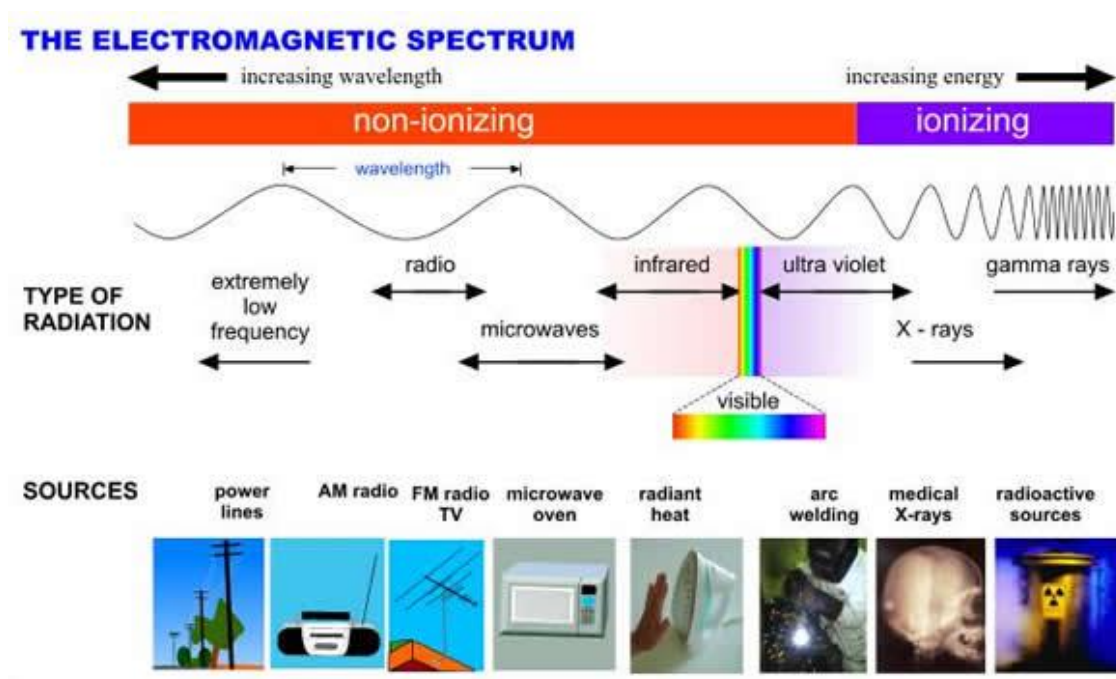 THE ELECTROMAGNETIC SPECTRUM
increasing wavelength
increasing energy
non-ionizing
ionizing
wavelength
TYPE OF
RADIATION
extremely
low
frequency
radio
microwaves
infrared
visible
ultra violet
X - rays
gamma rays
SOURCES
power
lines
AM radio
FM radio
TV
microwave
oven
radiant
heat
arc
welding
medical
X-rays
radioactive
sources